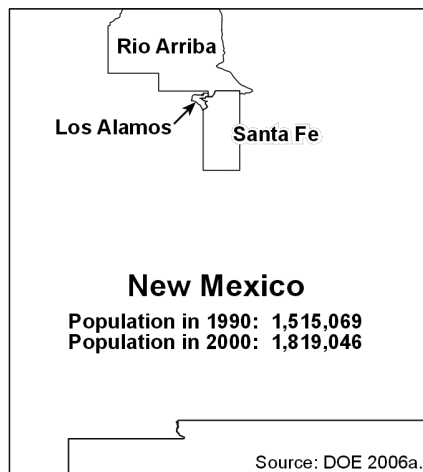 Rio Arriba
Los Alamos
Santa Fe
New Mexico
Population in 1990: 1,515,069
Population in 2000: 1,819,046
Source: DOE 2006a.